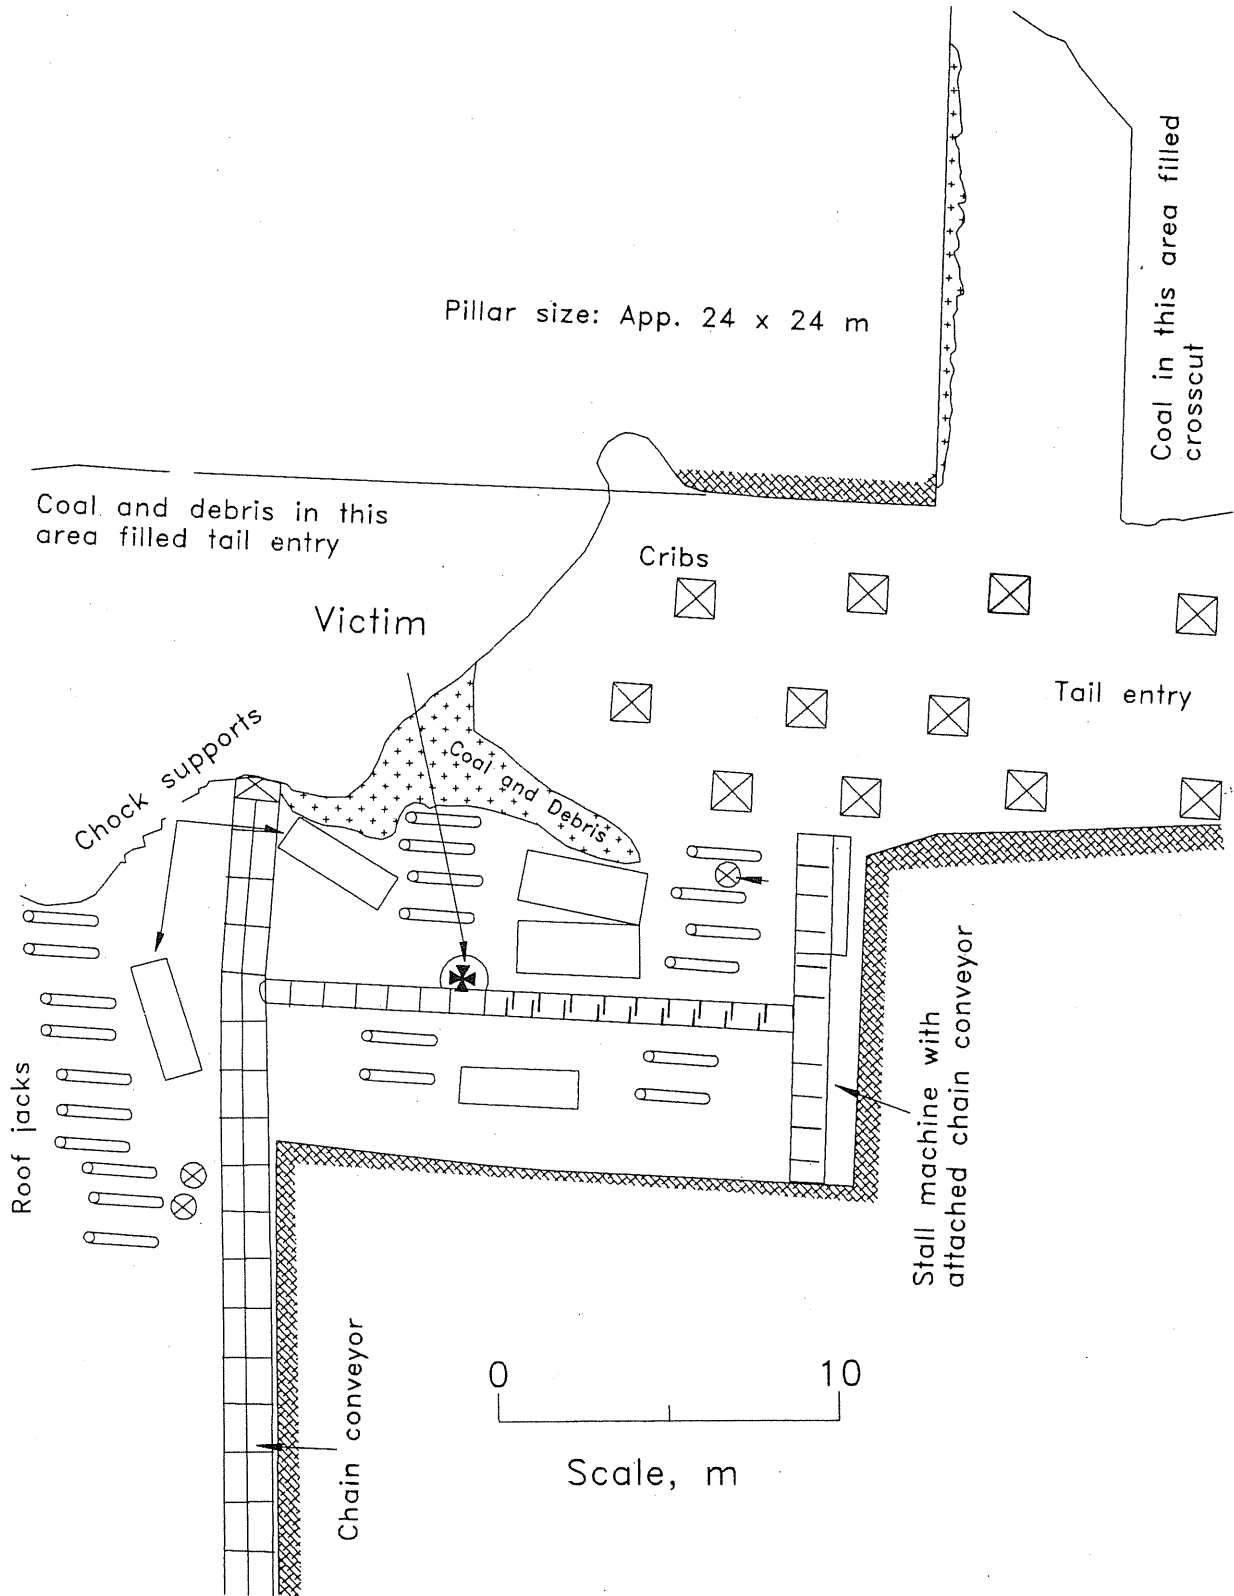 Pillar size: App. 24 x 24 m
Coal in this area filled
crosscut
Coal and debris in this
area filled tail entry
Cribs
Victim
Tail entry
Chock supports
Coal and Debris
Roof jacks
Stall machine with
attached chain conveyor
Chain conveyor
0 10
Scale, m